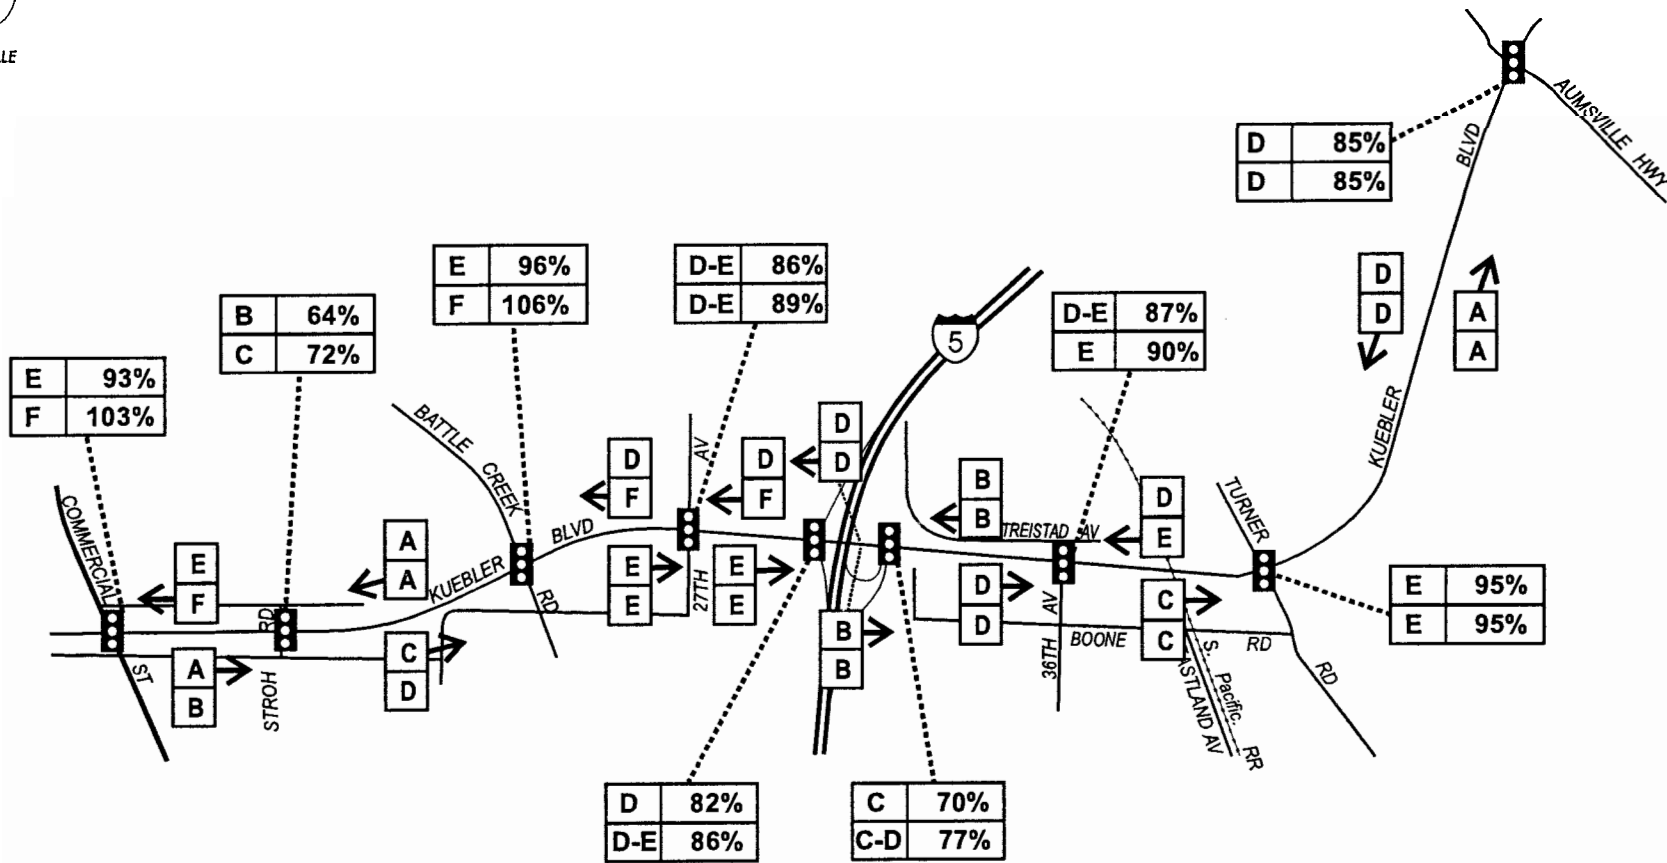 LLE
AUMSVILLE HWY
BLVD
D 85%
D 85%
E 96%
F 106%
D-E 86%
D-E 89%
D
D
A
A
B 64%
C 72%
5
D-E 87%
E 90%
E 93%
F 103%
KUEBLER
BATTLE
CREEK
RD
D
F
AV
27TH
D
F
D
D
B
B
TREISTAD AV
D
E
TURNER
RD
COMMERCIAL
ST
E
F
A
A
KUEBLER
BLVD
E
E
E
E
D
D
C
C
E 95%
E 95%
RD
STROH
A
B
C
D
B
B
36TH AV
BOONE
RD
S. Pacific. RR
ASTLAND AV
D 82%
D-E 86%
C 70%
C-D 77%